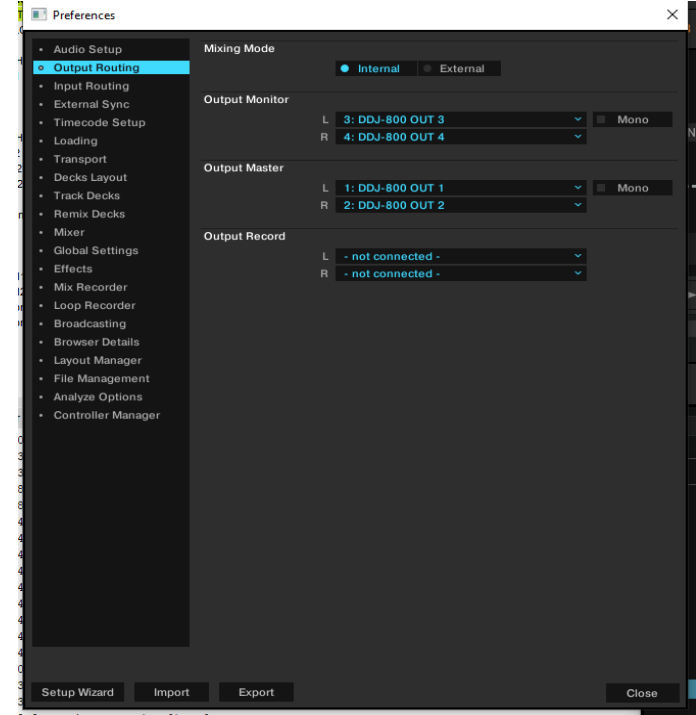 Preferences
Audio Setup
Output Routing
Input Routing
External Sync
Timecode Setup
Loading
Transport
Decks Layout
Track Decks
Remix Decks
Mixer
Global Settings
Effects
Mix Recorder
Loop Recorder
Broadcasting
Browser Details
Layout Manager
File Management
Analyze Options
Controller Manager
Mixing Mode
Internal External
Output Monitor
L 3: DDJ-800 OUT 3 Mono
R 4: DDJ-800 OUT 4
Output Master
L 1: DDJ-800 OUT 1 Mono
R 2: DDJ-800 OUT 2
Output Record
L - not connected -
R - not connected -
Setup Wizard Import Export Close